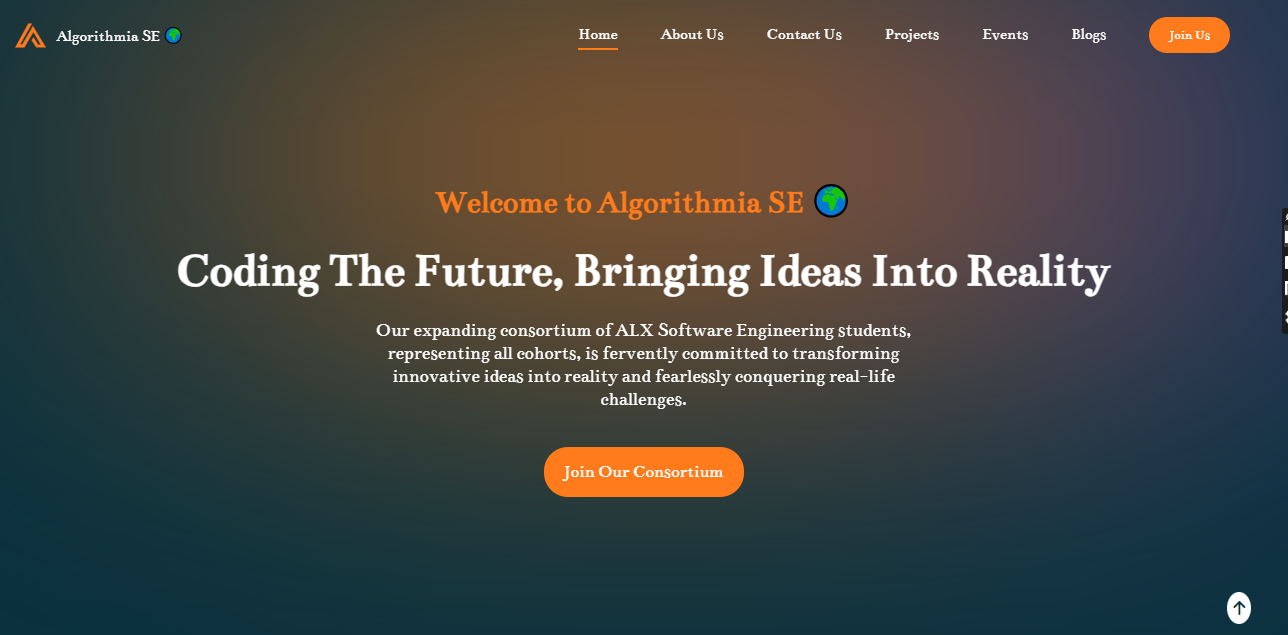 Algorithmia SE
Home About Us Contact Us Projects Events Blogs Join Us
Welcome to Algorithmia SE
Coding The Future, Bringing Ideas Into Reality
Our expanding consortium of ALX Software Engineering students,
representing all cohorts, is fervently committed to transforming
innovative ideas into reality and fearlessly conquering real-life
challenges.
Join Our Consortium